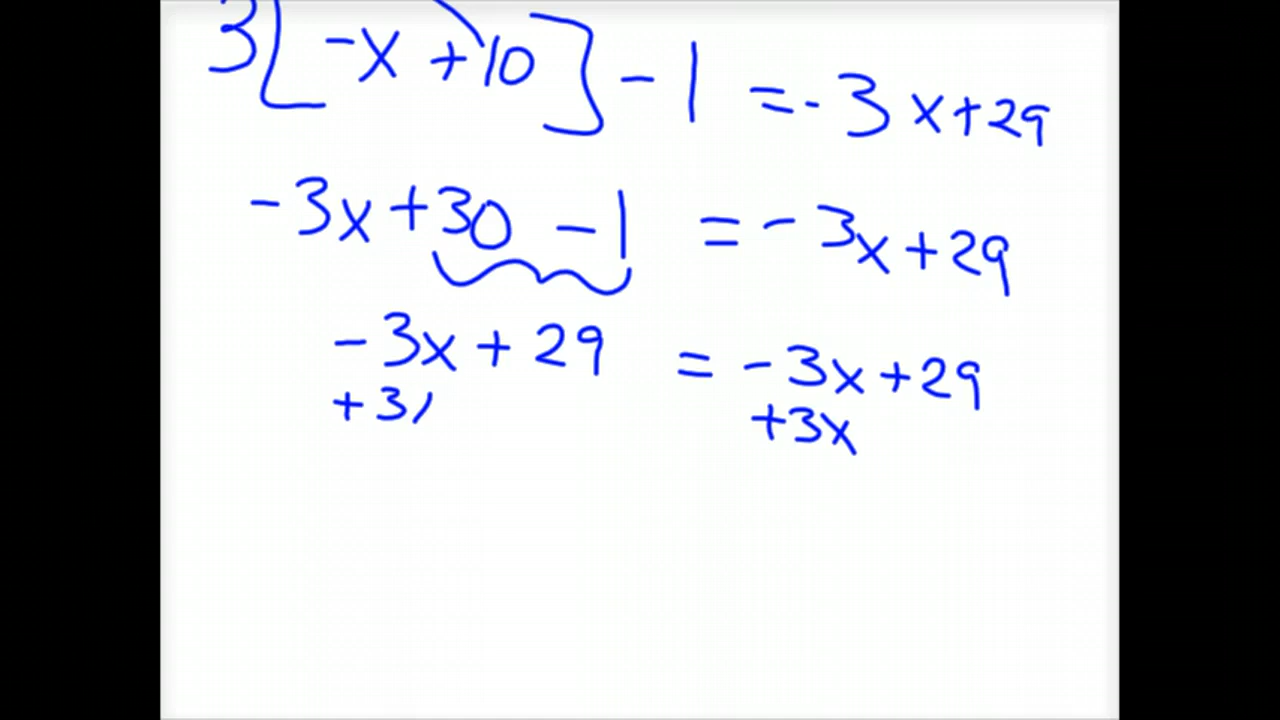 3[-x+10]-1 =-3x+29
-3x+30-1 =-3x+29
-3x+29 =-3x+29
+3 +3x